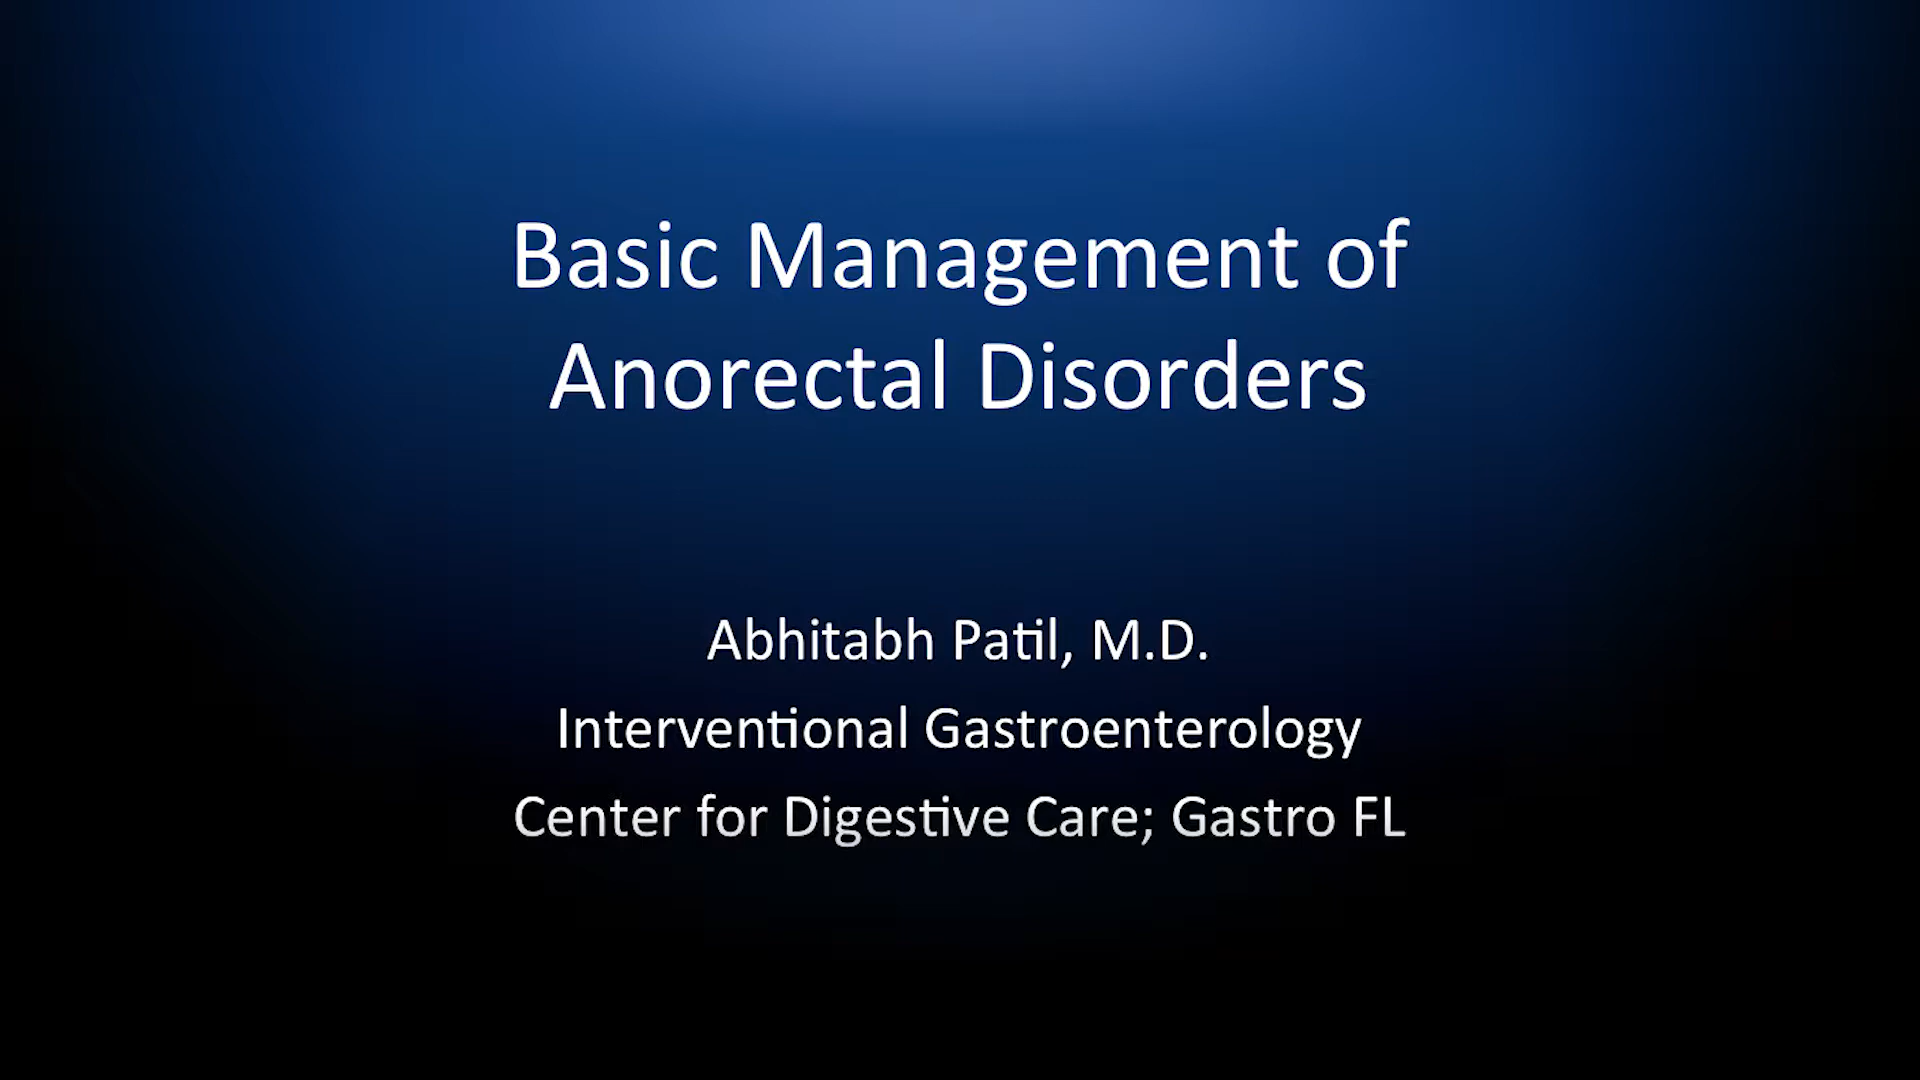 Basic Management of
Anorectal Disorders
Abhitabh Patil, M.D.
Interventional Gastroenterology
Center for Digestive Care; Gastro FL